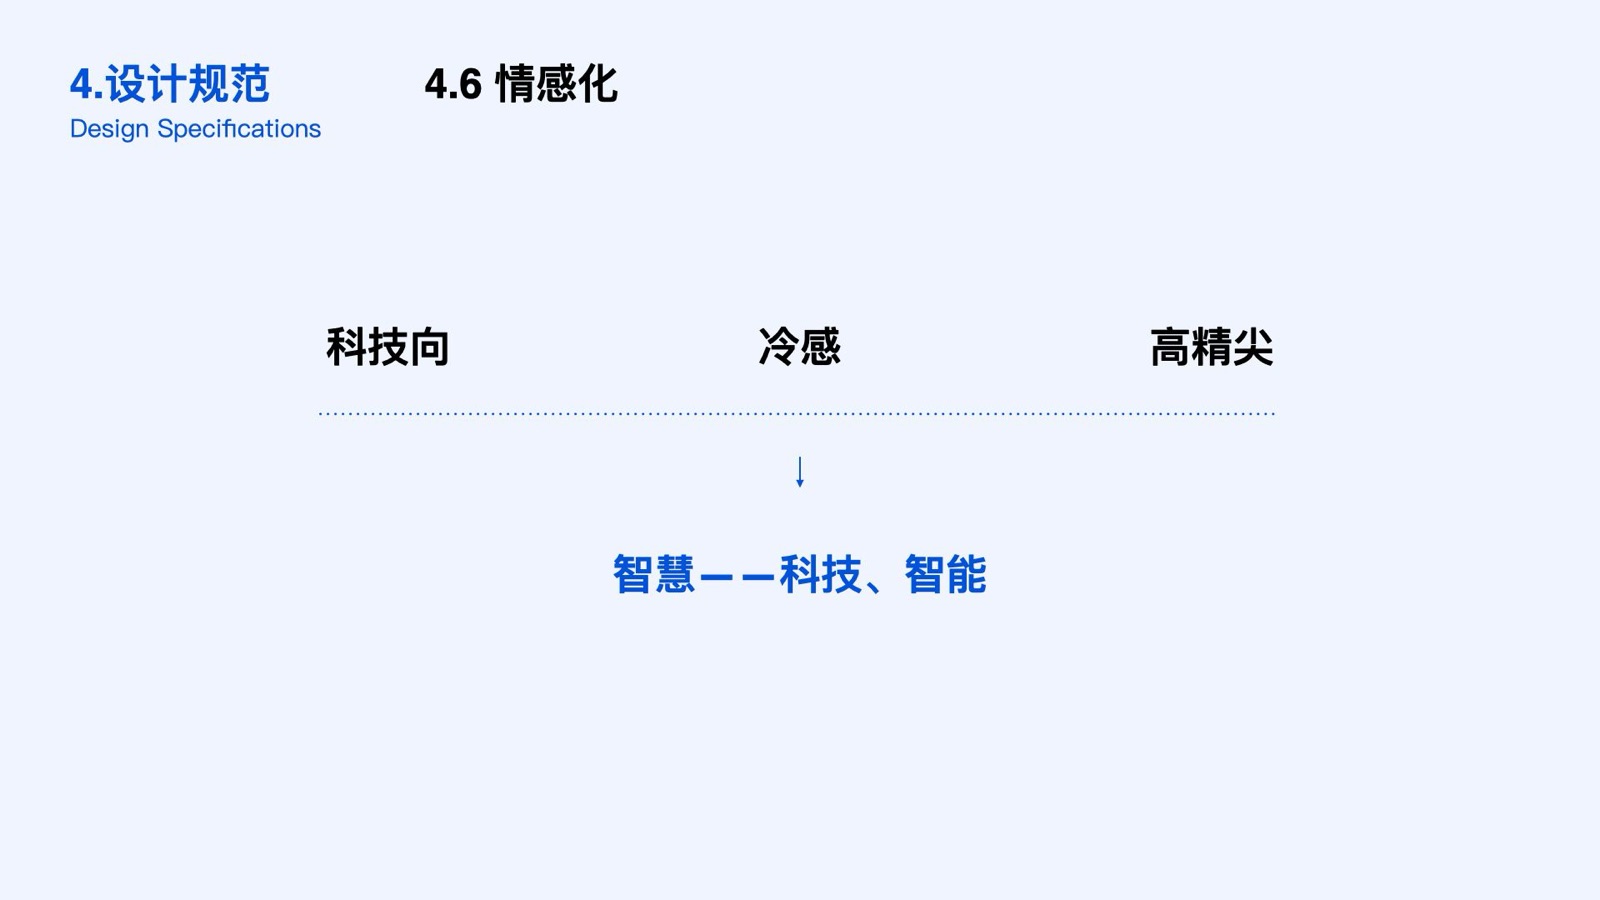 4.设计规范
Design Specifications
4.6 情感化
科技向
冷感
高精尖
智慧——科技、智能